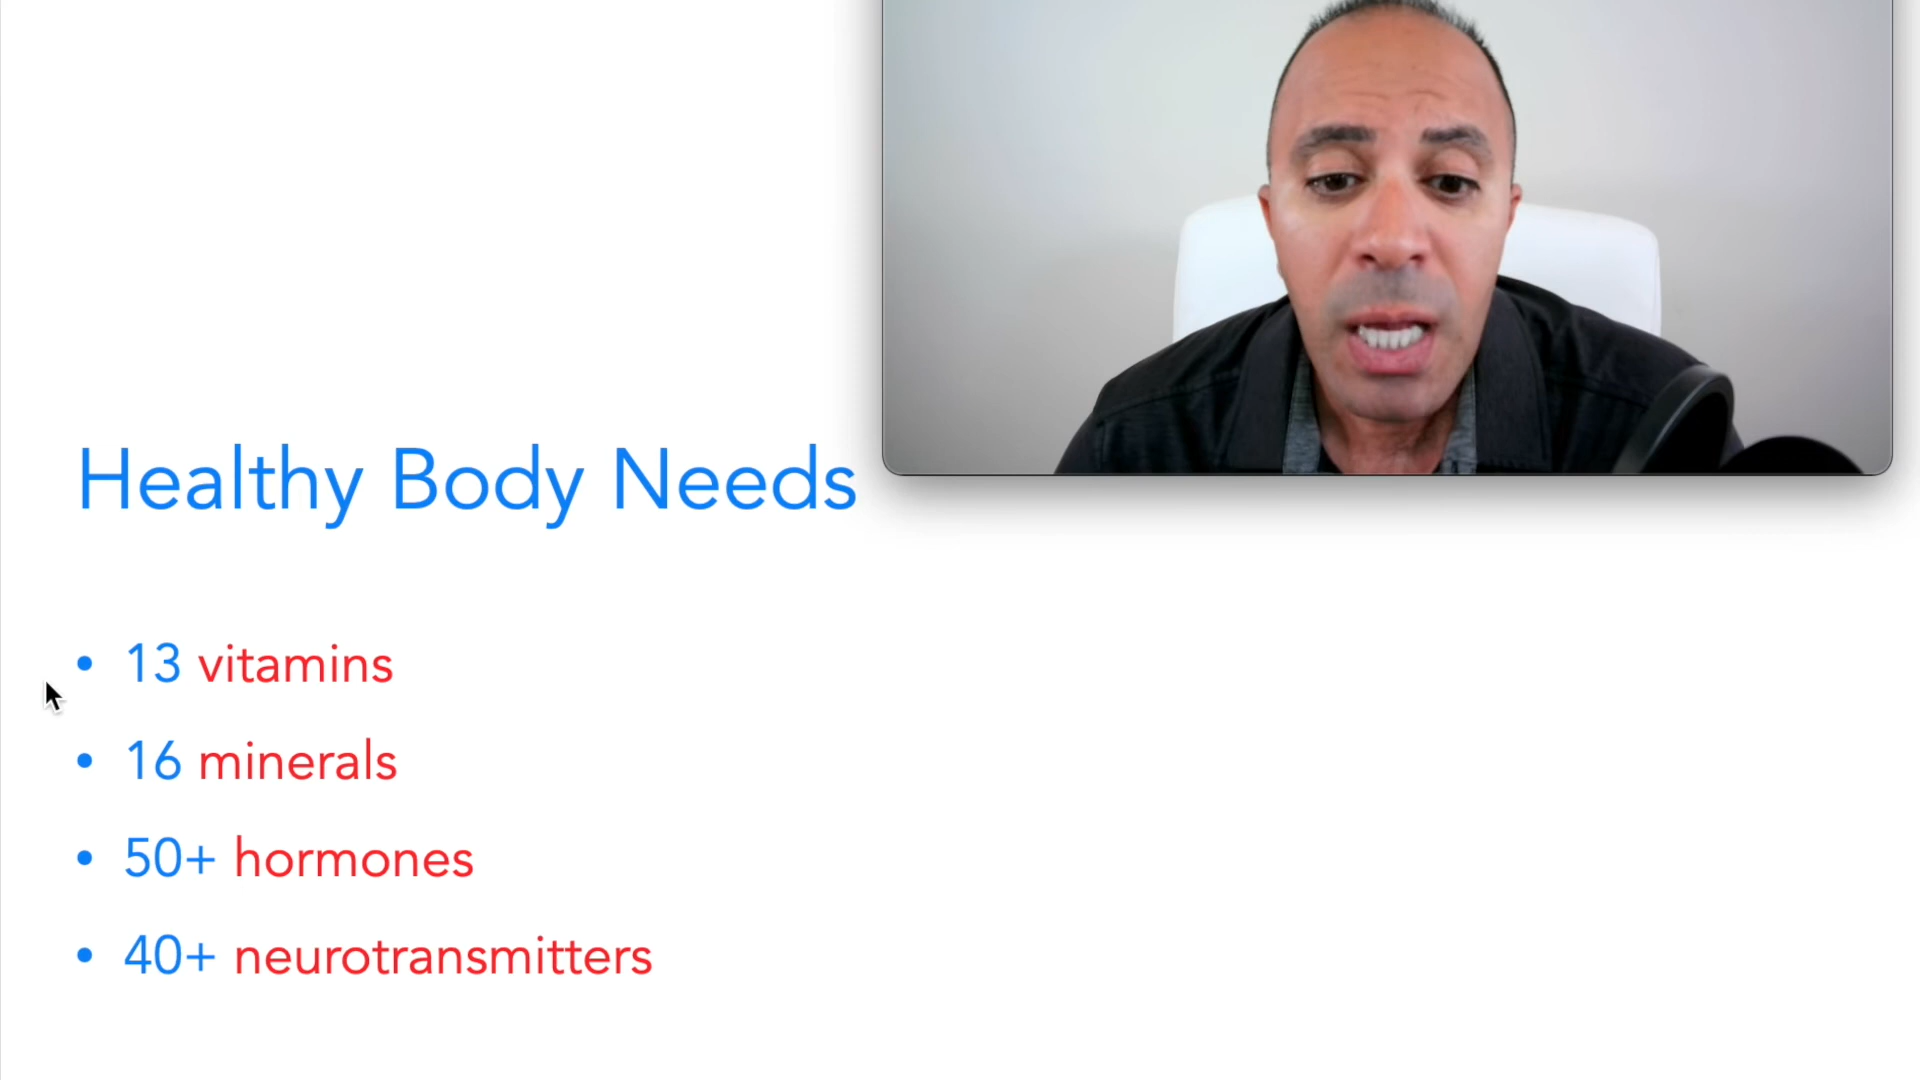 Healthy Body Needs
• 13 vitamins
• 16 minerals
• 50+ hormones
• 40+ neurotransmitters